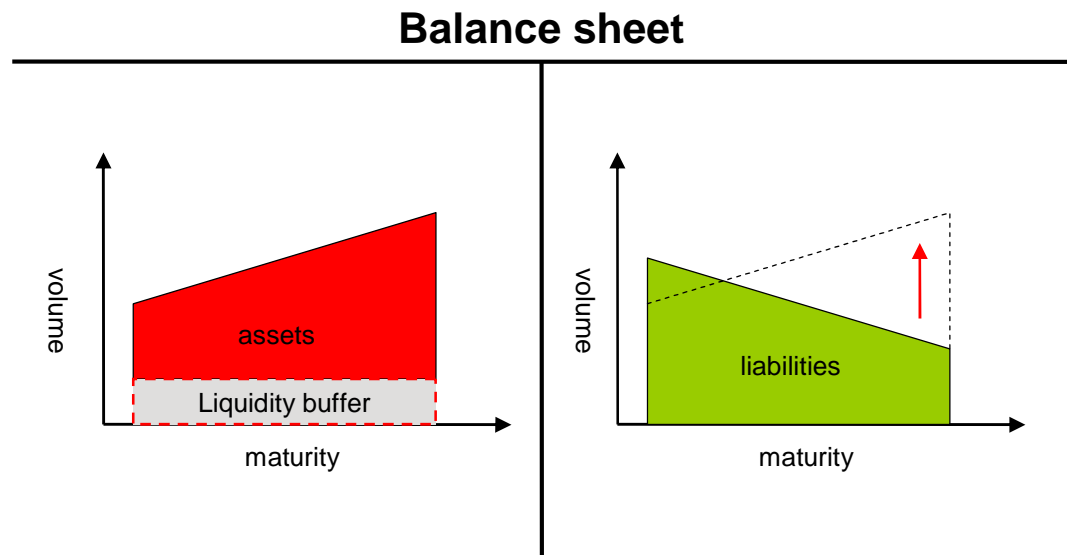 Balance sheet
volume
assets
Liquidity buffer
maturity
volume
liabilities
maturity